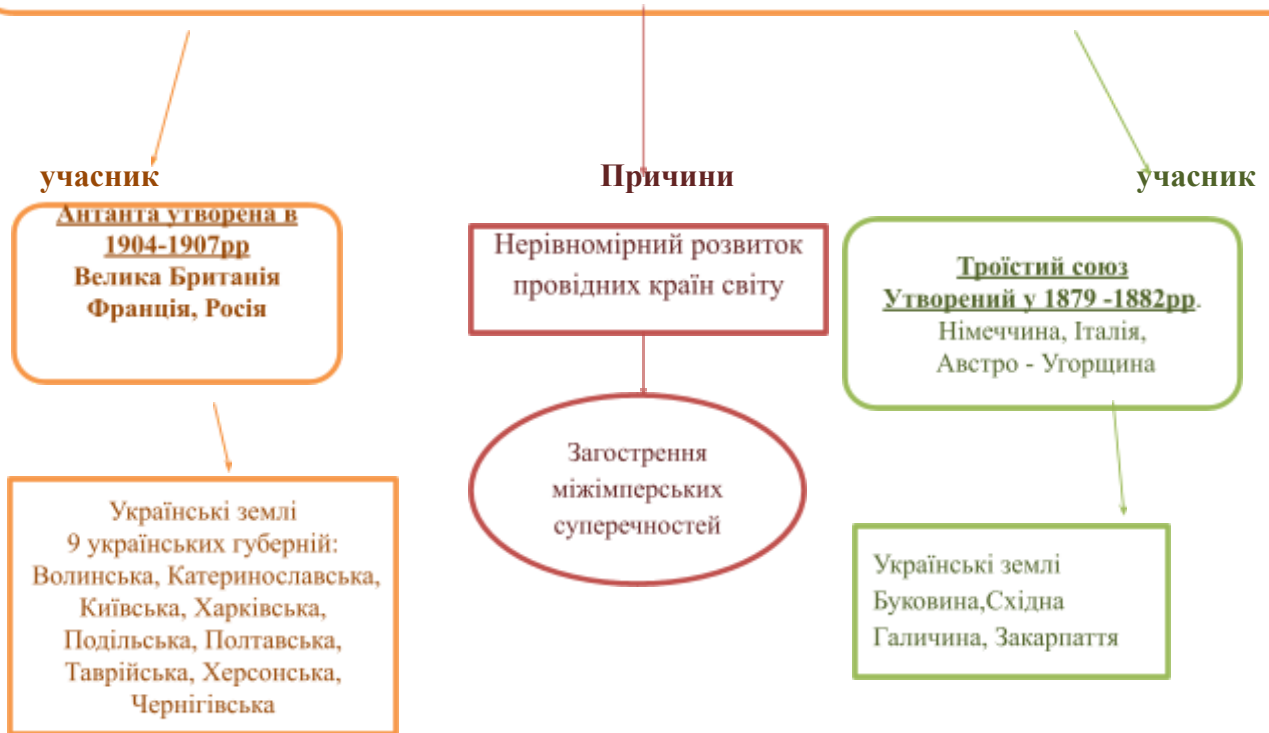 учасник
Антанта утворена в
1904-1907рр
Велика Британія
Франція, Росія
Українські землі
9 українських губерній:
Волинська, Катеринославська,
Київська, Харківська,
Подільська, Полтавська,
Таврійська, Херсонська,
Чернігівська
Причини
Нерівномірний розвиток
провідних країн світу
Загострення
міжімперських
суперечностей
учасник
Троїстий союз
Утворений у 1879 -1882рр.
Німеччина, Італія,
Австро - Угорщина
Українські землі
Буковина,Східна
Галичина, Закарпаття